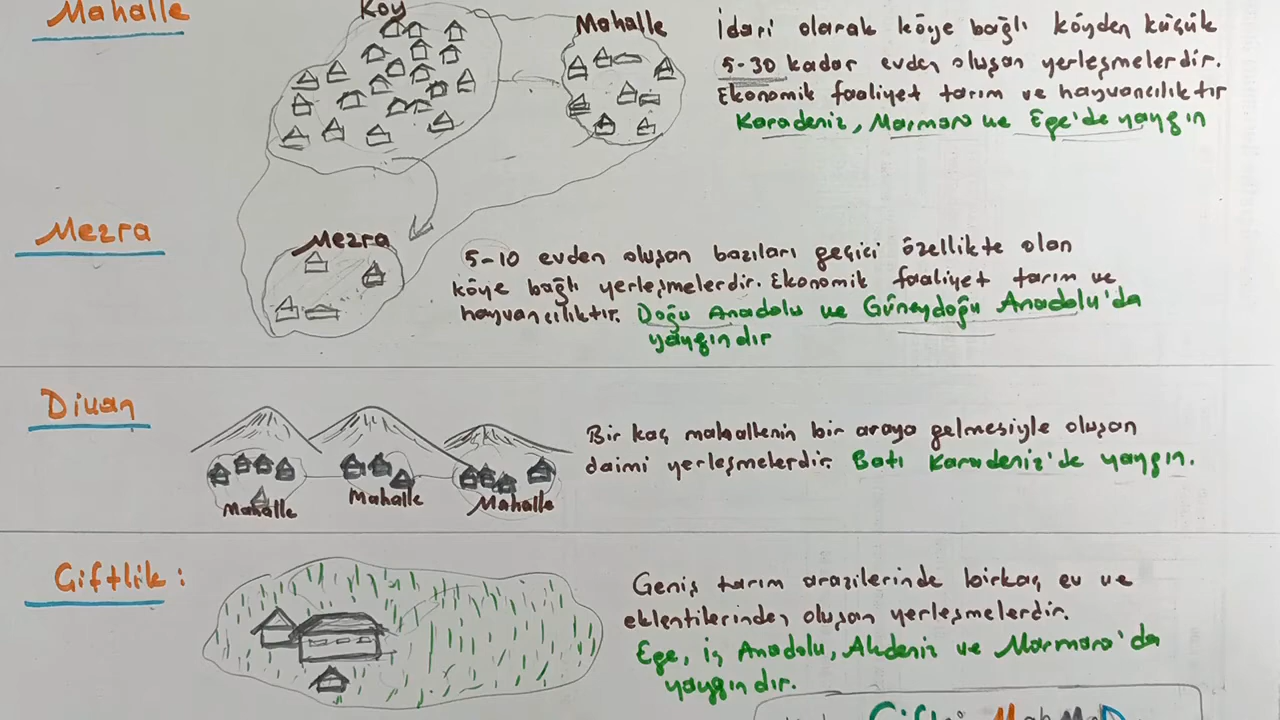 Mahalle
Köy
Mahalle
İdari olarak köye bağlı köyden küçük
5-30 kadar evden oluşan yerleşmelerdir.
Ekonomik faaliyet tarım ve hayvancılıktır
Karadeniz, Marmara ve Ege'de yaygın
Mezra
Mezra
5-10 evden oluşan bazıları geçici özellikte olan
köye bağlı yerleşmelerdir. Ekonomik faaliyet tarım ve
hayvancılıktır. Doğu Anadolu ve Güneydoğu Anadolu'da
yaygındır
Divan
Mahalle
Mahalle
Mahalle
Bir kaç mahallenin bir araya gelmesiyle oluşan
daimi yerleşmelerdir. Batı Karadeniz'de yaygın.
Çiftlik:
Geniş tarım arazilerinde birkaç ev ve
eklentilerinden oluşan yerleşmelerdir.
Ege, iç Anadolu, Akdeniz ve Marmara'da
yaygındır.